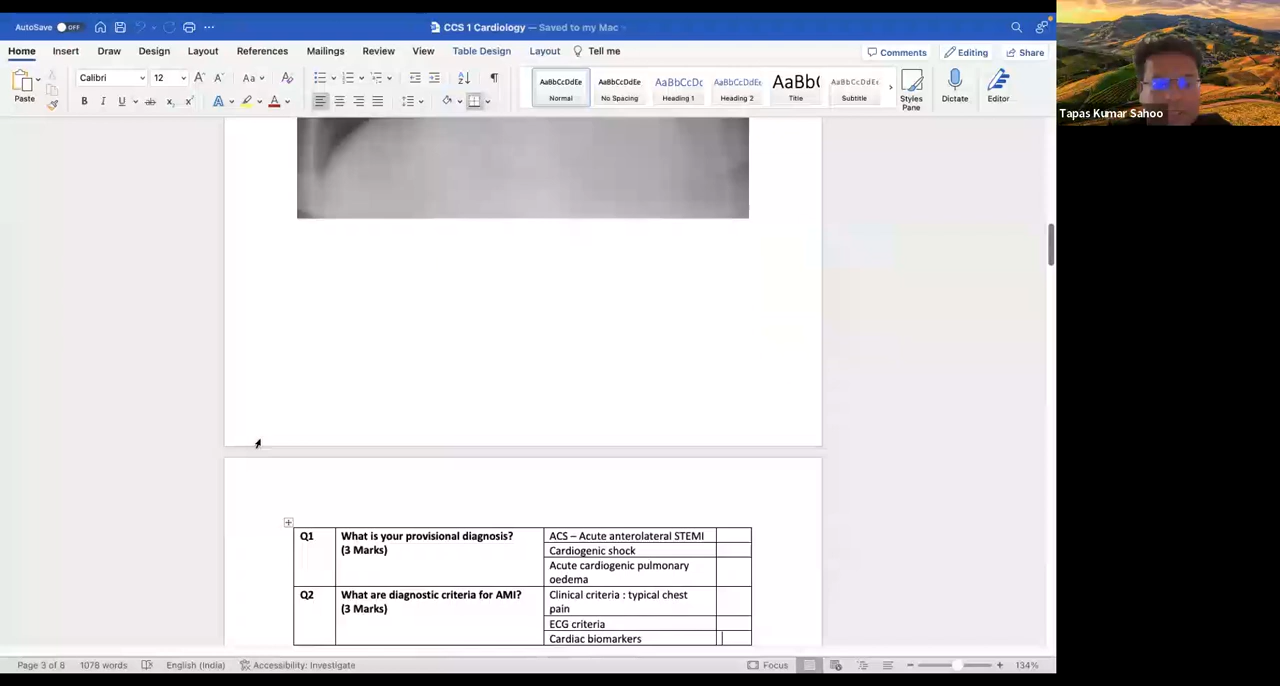 AutoSave OFF
CCS 1 Cardiology — Saved to my Mac
Home Insert Draw Design Layout References Mailings Review View Table Design Layout Tell me
Comments Editing Share
Paste
Calibri 12
AaBbCcDdEe AaBbCcDdEe AaBbCcDc AaBbCcDdEe AaBb( AaBbCcDdEe
Normal No Spacing Heading 1 Heading 2 Title Subtitle
Styles Pane
Dictate
Editor
Tapas Kumar Sahoo
Q1 What is your provisional diagnosis? (3 Marks)
ACS – Acute anterolateral STEMI
Cardiogenic shock
Acute cardiogenic pulmonary
oedema
Q2 What are diagnostic criteria for AMI? (3 Marks)
Clinical criteria : typical chest
pain
ECG criteria
Cardiac biomarkers
Page 3 of 8 1078 words English (India) Accessibility: Investigate Focus 134%